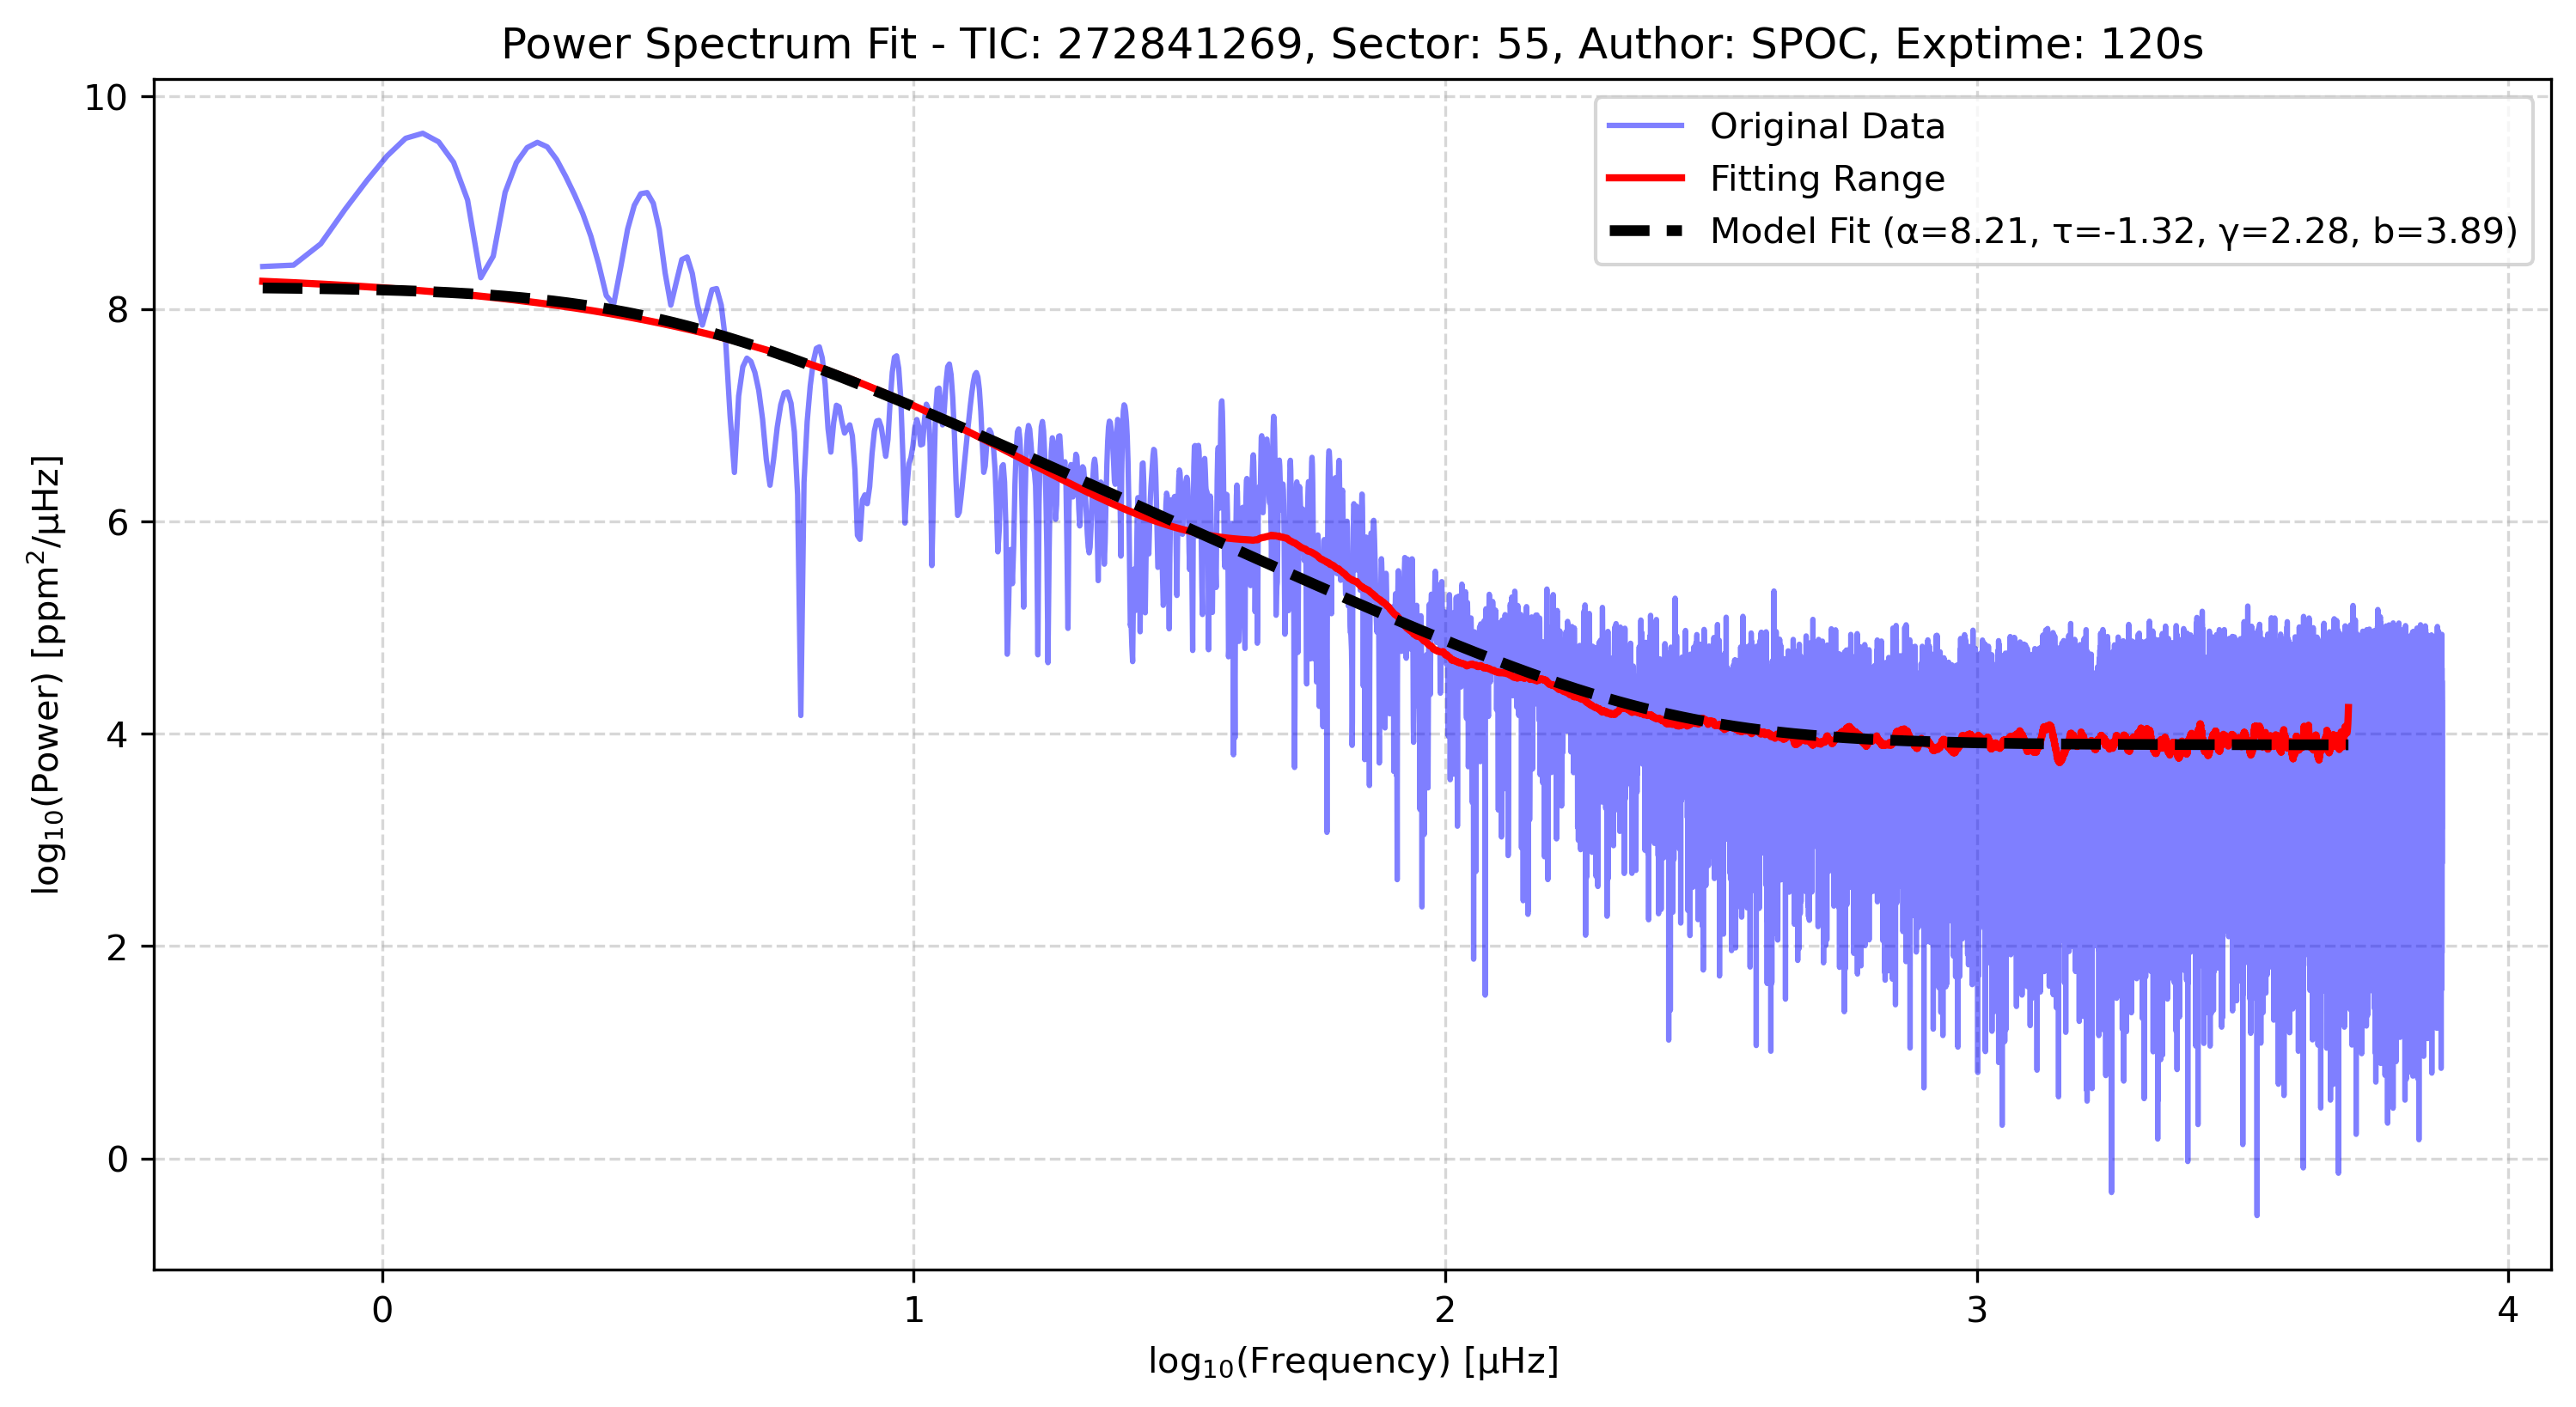 Power Spectrum Fit - TIC: 272841269, Sector: 55, Author: SPOC, Exptime: 120s
Original Data
Fitting Range
Model Fit (α=8.21, τ=-1.32, γ=2.28, b=3.89)
log₁₀(Power) [ppm²/μHz]
10
8
6
4
2
0
0 1 2 3 4
log₁₀(Frequency) [μHz]